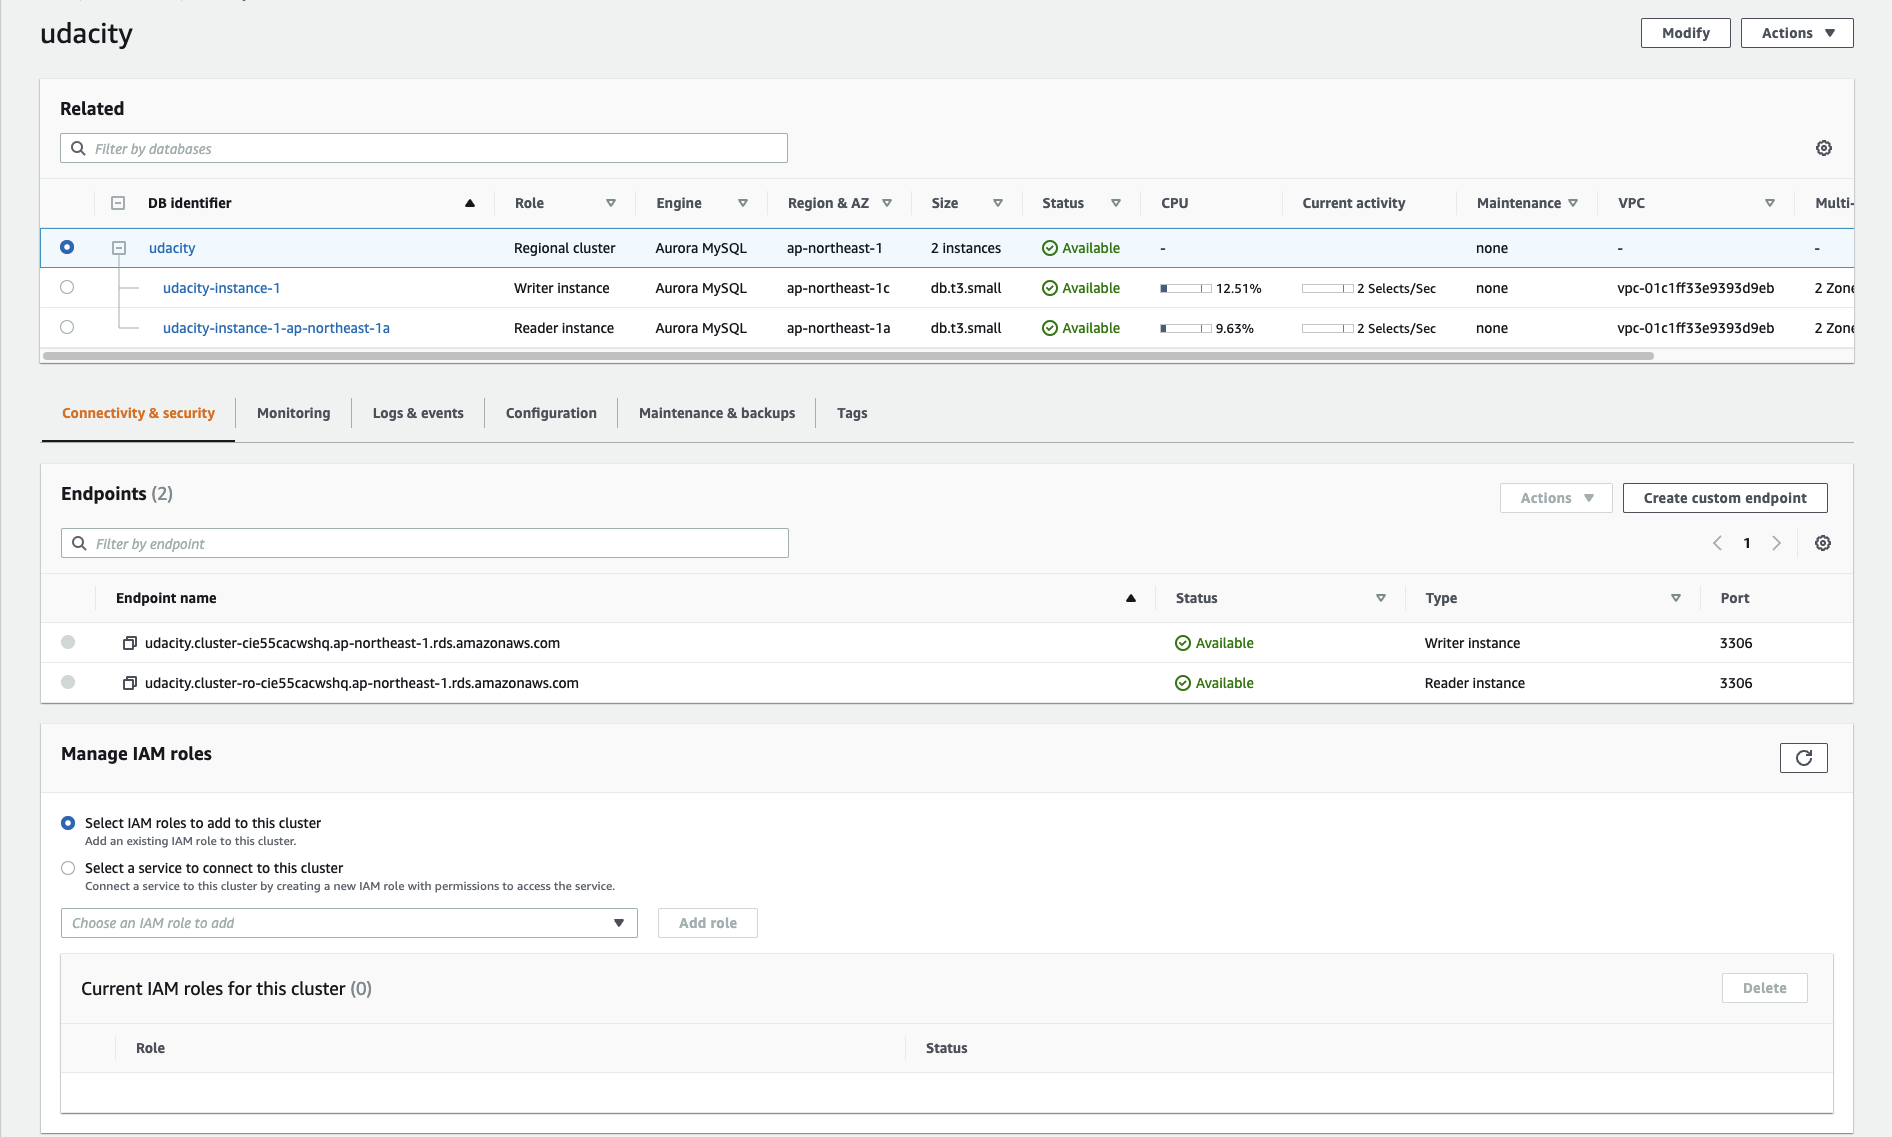 udacity
Modify
Actions
Related
Filter by databases
DB identifier Role Engine Region & AZ Size Status CPU Current activity Maintenance VPC Multi-
udacity Regional cluster Aurora MySQL ap-northeast-1 2 instances Available - none - -
udacity-instance-1 Writer instance Aurora MySQL ap-northeast-1c db.t3.small Available 12.51% 2 Selects/Sec none vpc-01c1ff33e9393d9eb 2 Zone
udacity-instance-1-ap-northeast-1a Reader instance Aurora MySQL ap-northeast-1a db.t3.small Available 9.63% 2 Selects/Sec none vpc-01c1ff33e9393d9eb 2 Zone
Connectivity & security Monitoring Logs & events Configuration Maintenance & backups Tags
Endpoints (2)
Actions
Create custom endpoint
Filter by endpoint
1
Endpoint name Status Type Port
udacity.cluster-cie55cacwshq.ap-northeast-1.rds.amazonaws.com Available Writer instance 3306
udacity.cluster-ro-cie55cacwshq.ap-northeast-1.rds.amazonaws.com Available Reader instance 3306
Manage IAM roles
Select IAM roles to add to this cluster
Add an existing IAM role to this cluster.
Select a service to connect to this cluster
Connect a service to this cluster by creating a new IAM role with permissions to access the service.
Choose an IAM role to add
Add role
Current IAM roles for this cluster (0)
Delete
Role Status